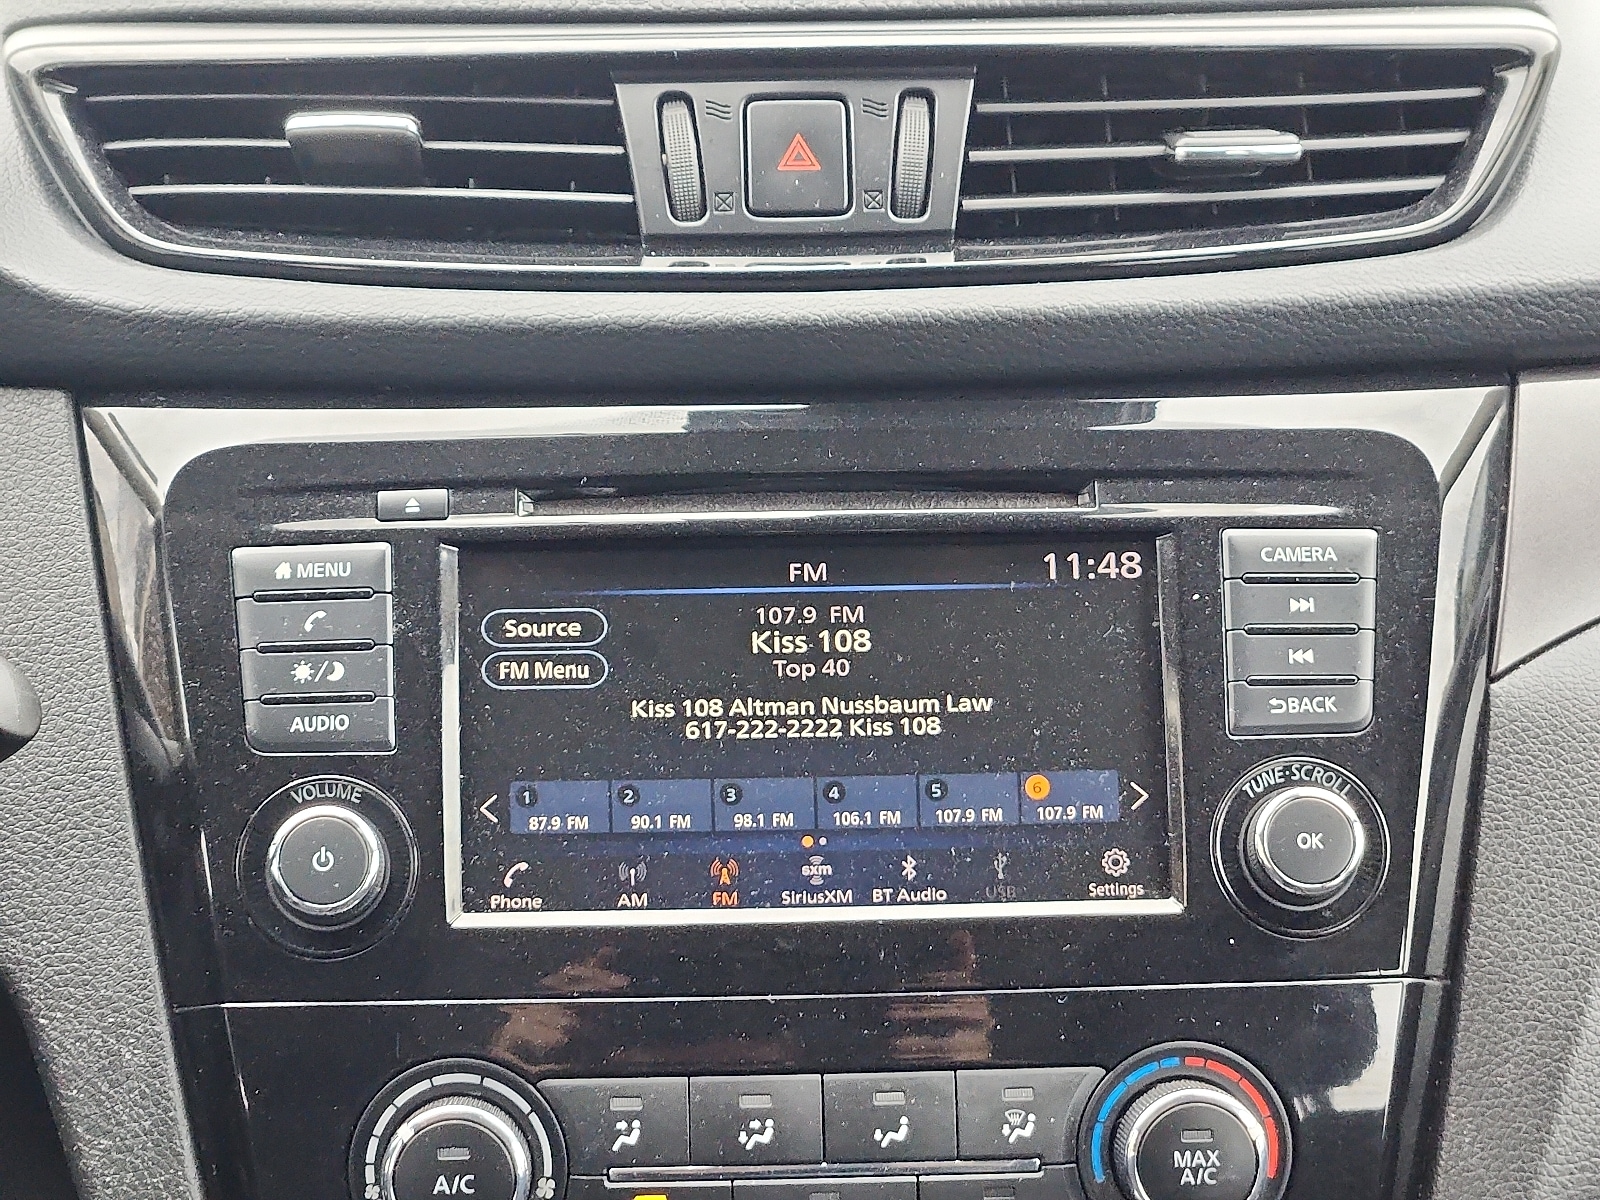 MENU
AUDIO
VOLUME
FM
11:48
Source
FM Menu
107.9 FM
Kiss 108
Top 40
Kiss 108 Altman Nussbaum Law
617-222-2222 Kiss 108
1 2 3 4 5 6
87.9 FM 90.1 FM 98.1 FM 106.1 FM 107.9 FM 107.9 FM
Phone AM FM sxm SiriusXM BT Audio USB Settings
CAMERA
BACK
TUNE·SCROLL
OK
A/C
MAX
A/C